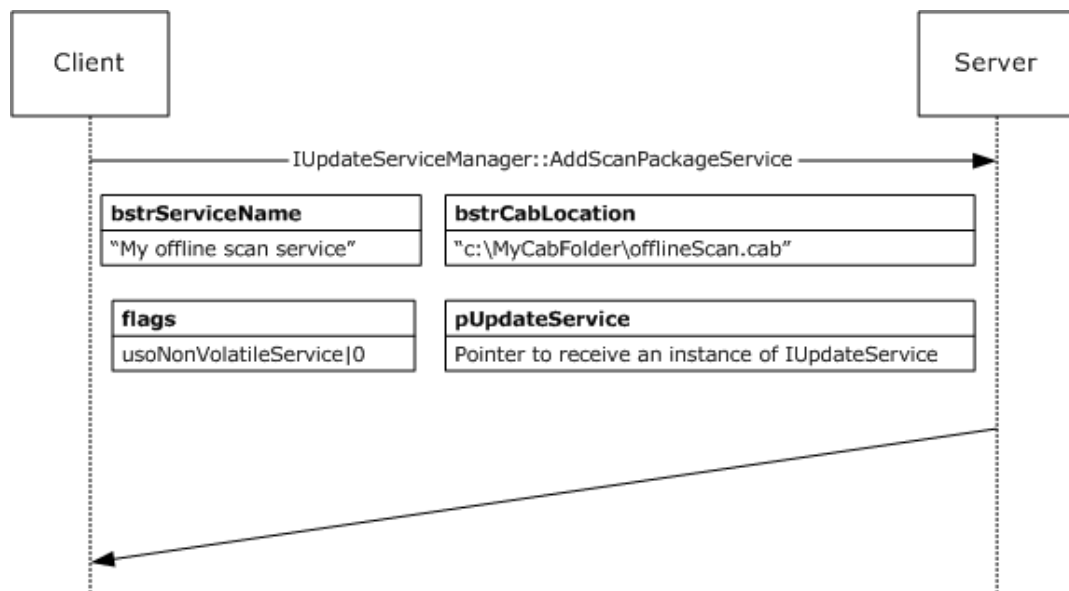 Client
Server
IUpdateServiceManager::AddScanPackageService
bstrServiceName
“My offline scan service”
bstrCabLocation
“c:\MyCabFolder\offlineScan.cab”
flags
usoNonVolatileService|0
pUpdateService
Pointer to receive an instance of IUpdateService